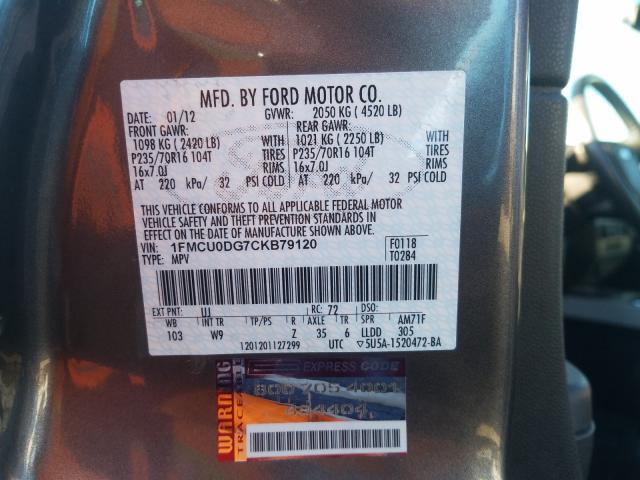 MFD. BY FORD MOTOR CO.
DATE: 01/12 GVWR: 2050 KG ( 4520 LB)
FRONT GAWR: REAR GAWR:
1098 KG ( 2420 LB) WITH 1021 KG ( 2250 LB) WITH
P235/70R16 104T TIRES P235/70R16 104T TIRES
16x7.0J RIMS 16x7.0J RIMS
AT 220 kPa/ 32 PSI COLD AT 220 kPa/ 32 PSI COLD
THIS VEHICLE CONFORMS TO ALL APPLICABLE FEDERAL MOTOR
VEHICLE SAFETY AND THEFT PREVENTION STANDARDS IN
EFFECT ON THE DATE OF MANUFACTURE SHOWN ABOVE.
VIN: 1FMCU0DG7CKB79120 F0118
TYPE: MPV T0284
EXT PNT: UJ RC: 72 DSO:
WB INT TR TP/PS R AXLE TR SPR AM71F
103 W9 Z 35 6 LLDD 305
1201201127299 UTC 5U5A-1520472-BA
WARNING
TRACEABLE
EXPRESS CODE
800 705 4001